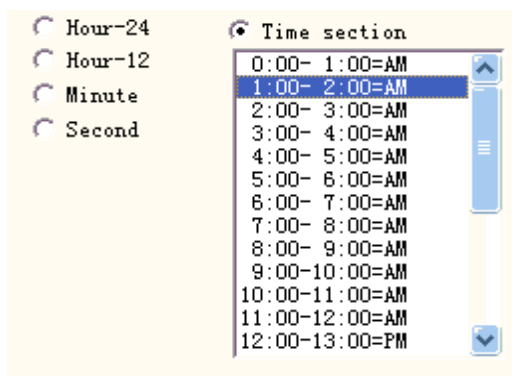 Hour-24
Hour-12
Minute
Second
Time section
0:00- 1:00=AM
1:00- 2:00=AM
2:00- 3:00=AM
3:00- 4:00=AM
4:00- 5:00=AM
5:00- 6:00=AM
6:00- 7:00=AM
7:00- 8:00=AM
8:00- 9:00=AM
9:00-10:00=AM
10:00-11:00=AM
11:00-12:00=AM
12:00-13:00=PM